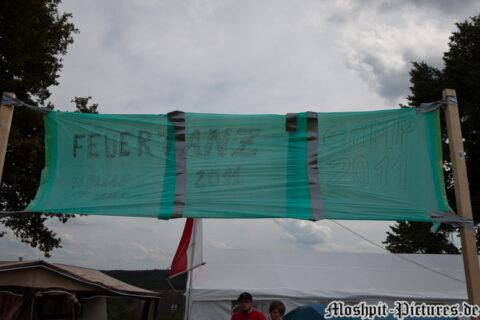 FEUERTANZ
2011
CAMP
2011
Moshpit-Pictures.de